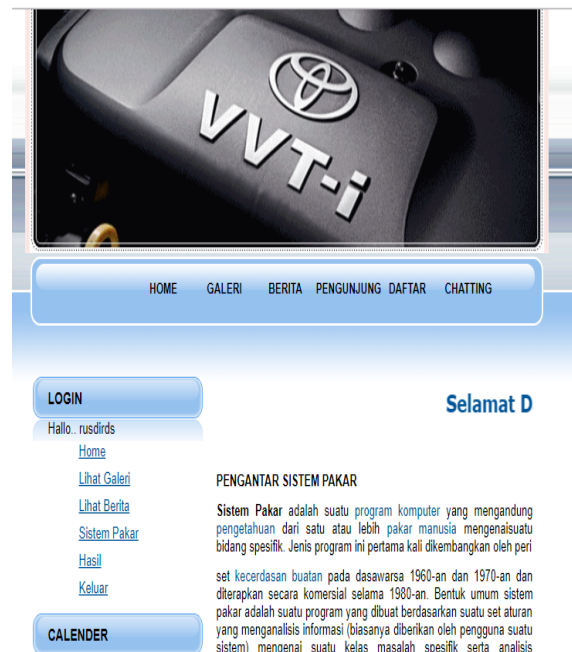 VVT-i
HOME GALERI BERITA PENGUNJUNG DAFTAR CHATTING
LOGIN
Hallo.. rusdirds
Home
Lihat Galeri
Lihat Berita
Sistem Pakar
Hasil
Keluar
CALENDER
Selamat D
PENGANTAR SISTEM PAKAR
Sistem Pakar adalah suatu program komputer yang mengandung
pengetahuan dari satu atau lebih pakar manusia mengenaisuatu
bidang spesifik. Jenis program ini pertama kali dikembangkan oleh peri
set kecerdasan buatan pada dasawarsa 1960-an dan 1970-an dan
diterapkan secara komersial selama 1980-an. Bentuk umum sistem
pakar adalah suatu program yang dibuat berdasarkan suatu set aturan
yang menganalisis informasi (biasanya diberikan oleh pengguna suatu
sistem) mengenai suatu kelas masalah spesifik serta analisis